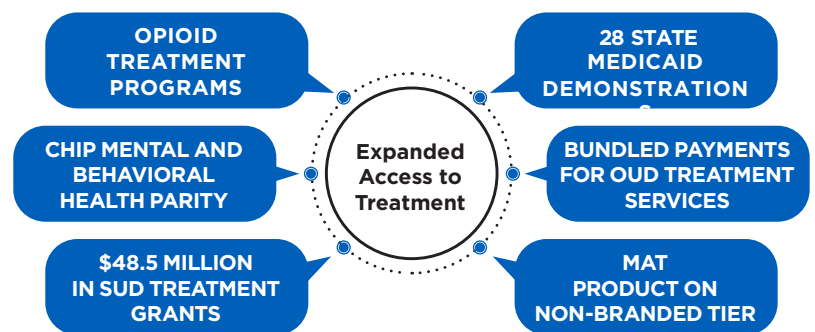 OPIOID
TREATMENT
PROGRAMS
28 STATE
MEDICAID
DEMONSTRATION
CHIP MENTAL AND
BEHAVIORAL
HEALTH PARITY
Expanded
Access to
Treatment
BUNDLED PAYMENTS
FOR OUD TREATMENT
SERVICES
$48.5 MILLION
IN SUD TREATMENT
GRANTS
MAT
PRODUCT ON
NON-BRANDED TIER